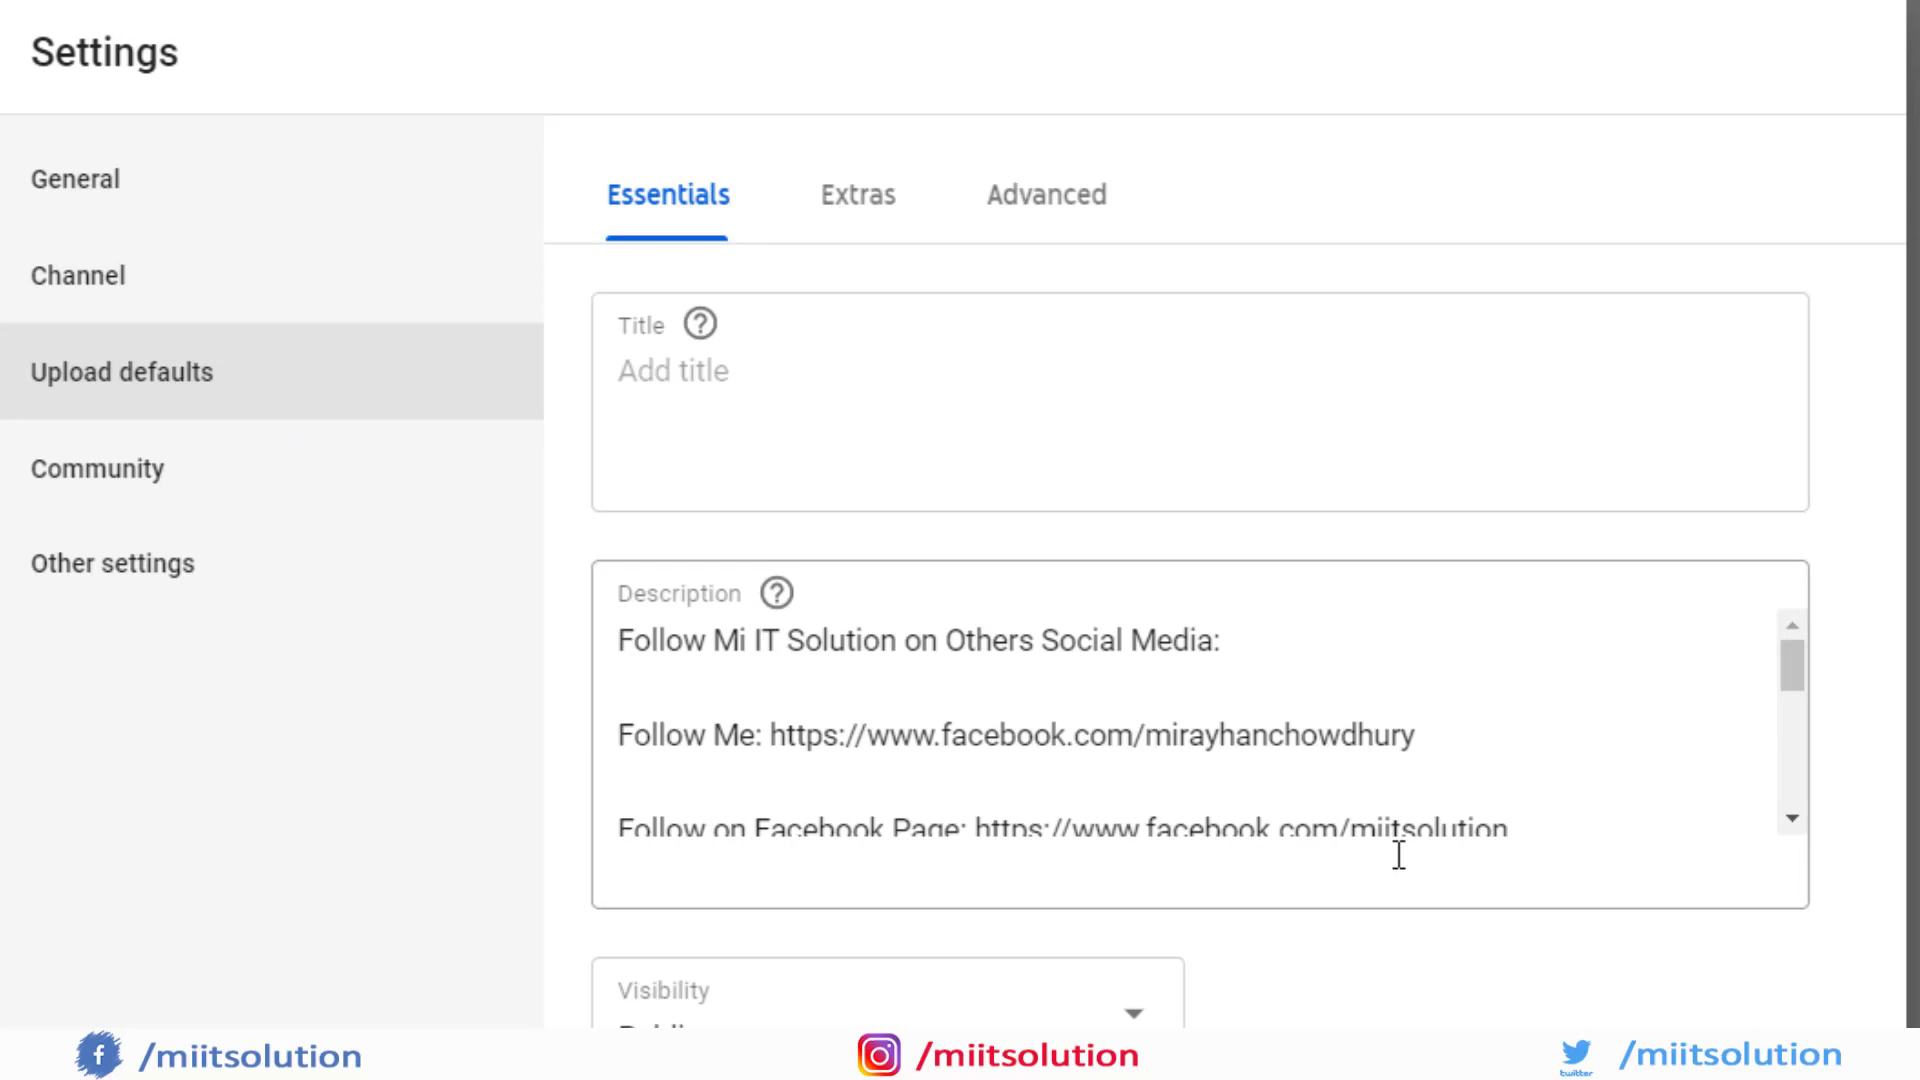 Settings
General
Channel
Upload defaults
Community
Other settings
Essentials Extras Advanced
Title
Add title
Description
Follow Mi IT Solution on Others Social Media:
Follow Me: https://www.facebook.com/mirayhanchowdhury
Follow on Facebook Page: https://www.facebook.com/miitsolution
Visibility
/miitsolution
/miitsolution
twitter /miitsolution